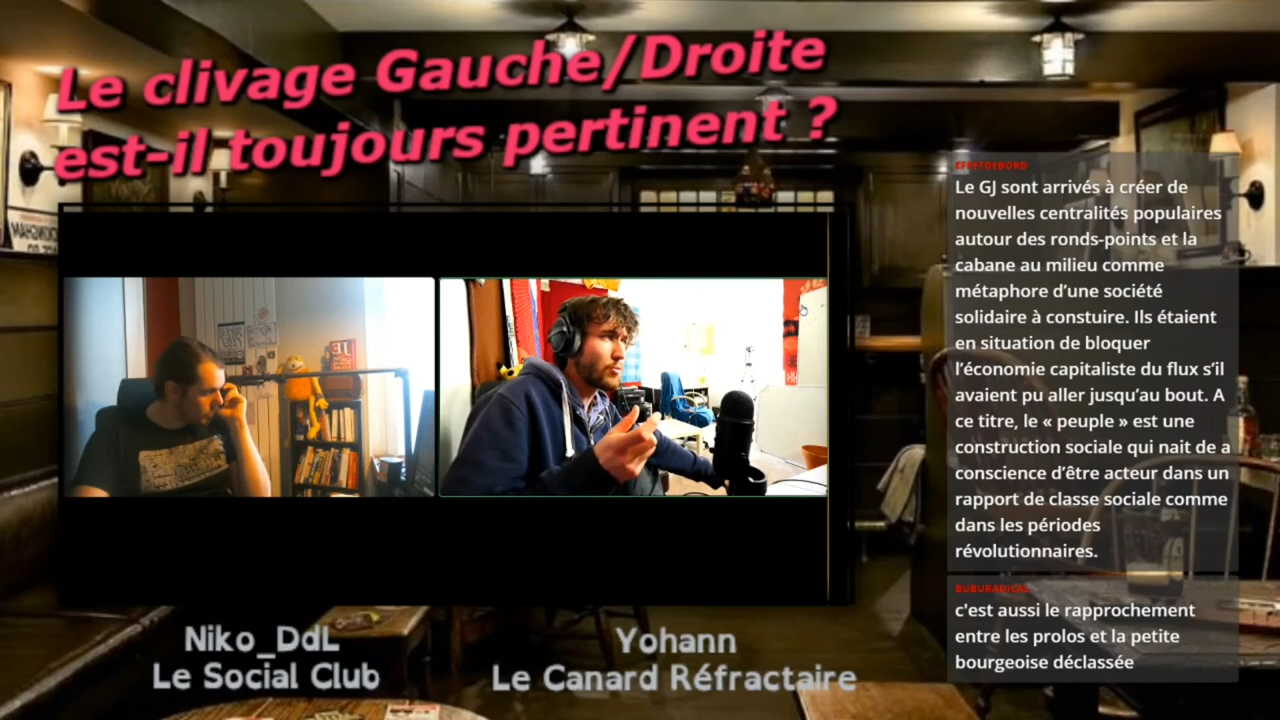 Le clivage Gauche/Droite
est-il toujours pertinent ?
EFFETDEBORD
Le GJ sont arrivés à créer de
nouvelles centralités populaires
autour des ronds-points et la
cabane au milieu comme
métaphore d’une société
solidaire à constuire. Ils étaient
en situation de bloquer
l’économie capitaliste du flux s’il
avaient pu aller jusqu’au bout. A
ce titre, le « peuple » est une
construction sociale qui nait de a
conscience d’être acteur dans un
rapport de classe sociale comme
dans les périodes
révolutionnaires.
BUBURADICAL
c'est aussi le rapprochement
entre les prolos et la petite
bourgeoise déclassée
Niko_DdL
Le Social Club
Yohann
Le Canard Réfractaire